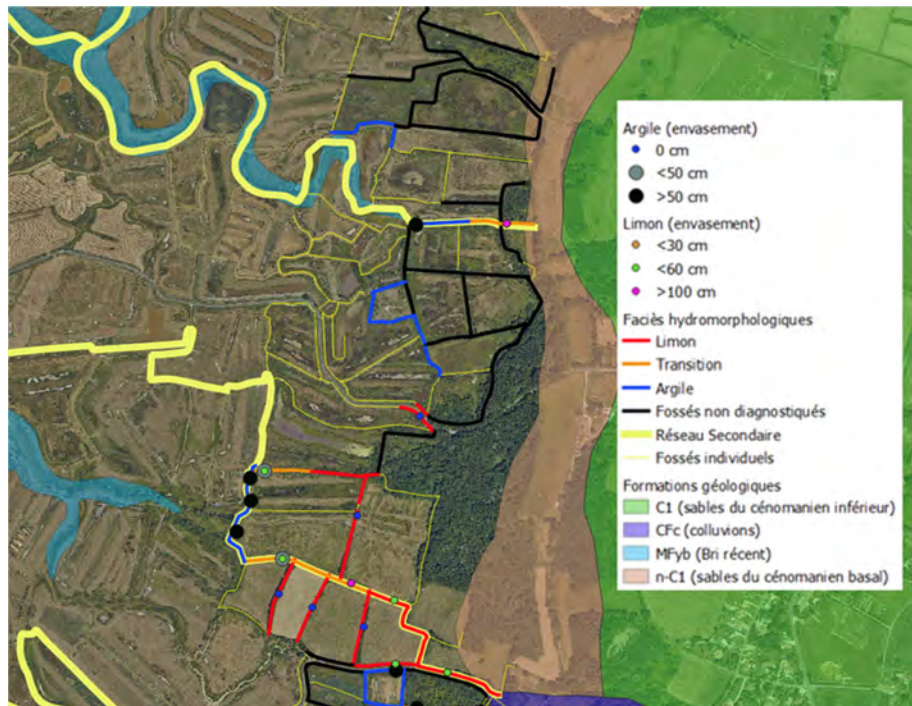 Argile (envasement)
0 cm
<50 cm
>50 cm
Limon (envasement)
<30 cm
<60 cm
>100 cm
Faciès hydromorphologiques
Limon
Transition
Argile
Fossés non diagnostiqués
Réseau Secondaire
Fossés individuels
Formations géologiques
C1 (sables du cénomanien inférieur)
CFc (colluvions)
MFyb (Bri récent)
n-C1 (sables du cénomanien basal)